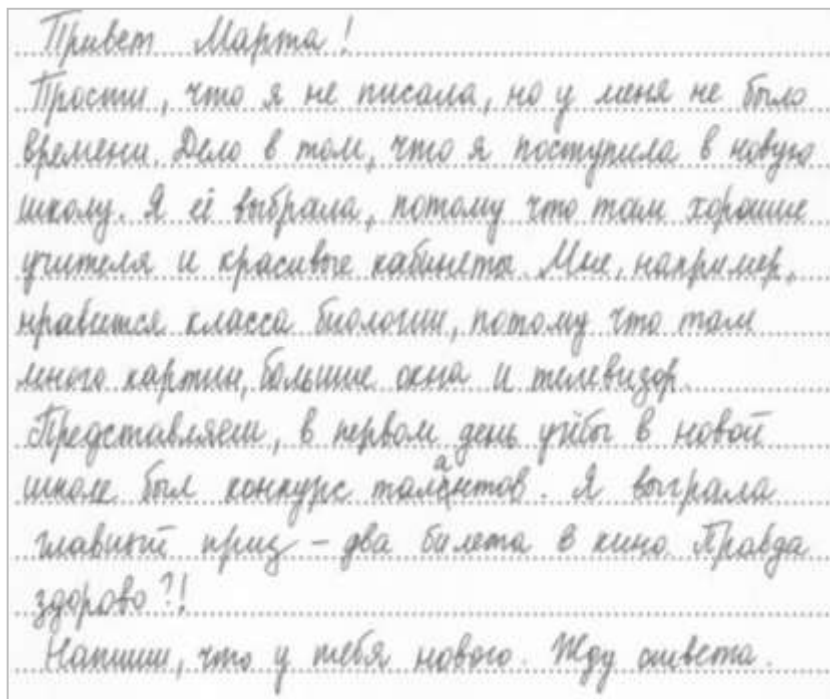 Привет Марта!
Прости, что я не писала, но у меня не было
времени. Дело в том, что я поступила в новую
школу. Я её выбрала, потому что там хорошие
учителя и красивые кабинеты. Мне, например,
нравится класса биологии, потому что там
много картин, большие окна и телевизор.
Представляеш, в первом день учёбы в новой
школе был конкурс талантов. Я выграла
главный приз – два билета в кино. Правда
здорово?!
Напиши, что у тебя нового. Жду ответа.